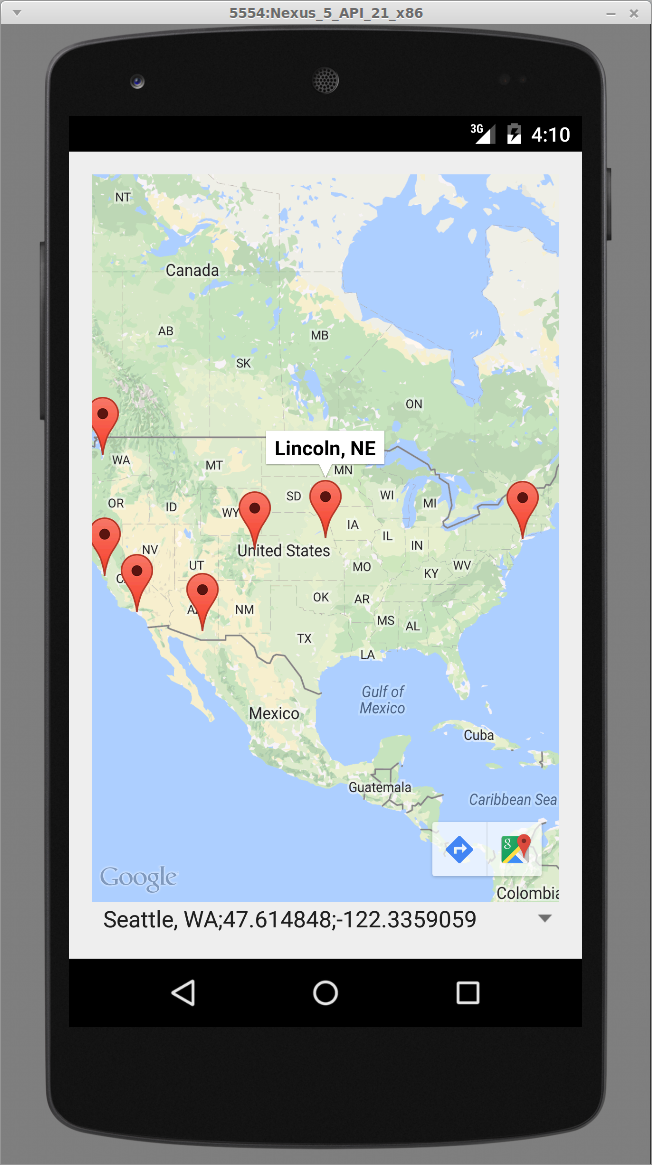 5554:Nexus_5_API_21_x86
3G 4:10
NT
Canada
AB
MB
SK
ON
Lincoln, NE
WA
MT
MN
OR
ID
WY
SD
WI
MI
IA
NV
United States
IL
IN
UT
MO
KY
WV
C
A
NM
OK
AR
TX
MS
AL
LA
Gulf of
Mexico
Mexico
Cuba
Guatemala
Caribbean Sea
8
Google
Colombia
Seattle, WA;47.614848;-122.3359059